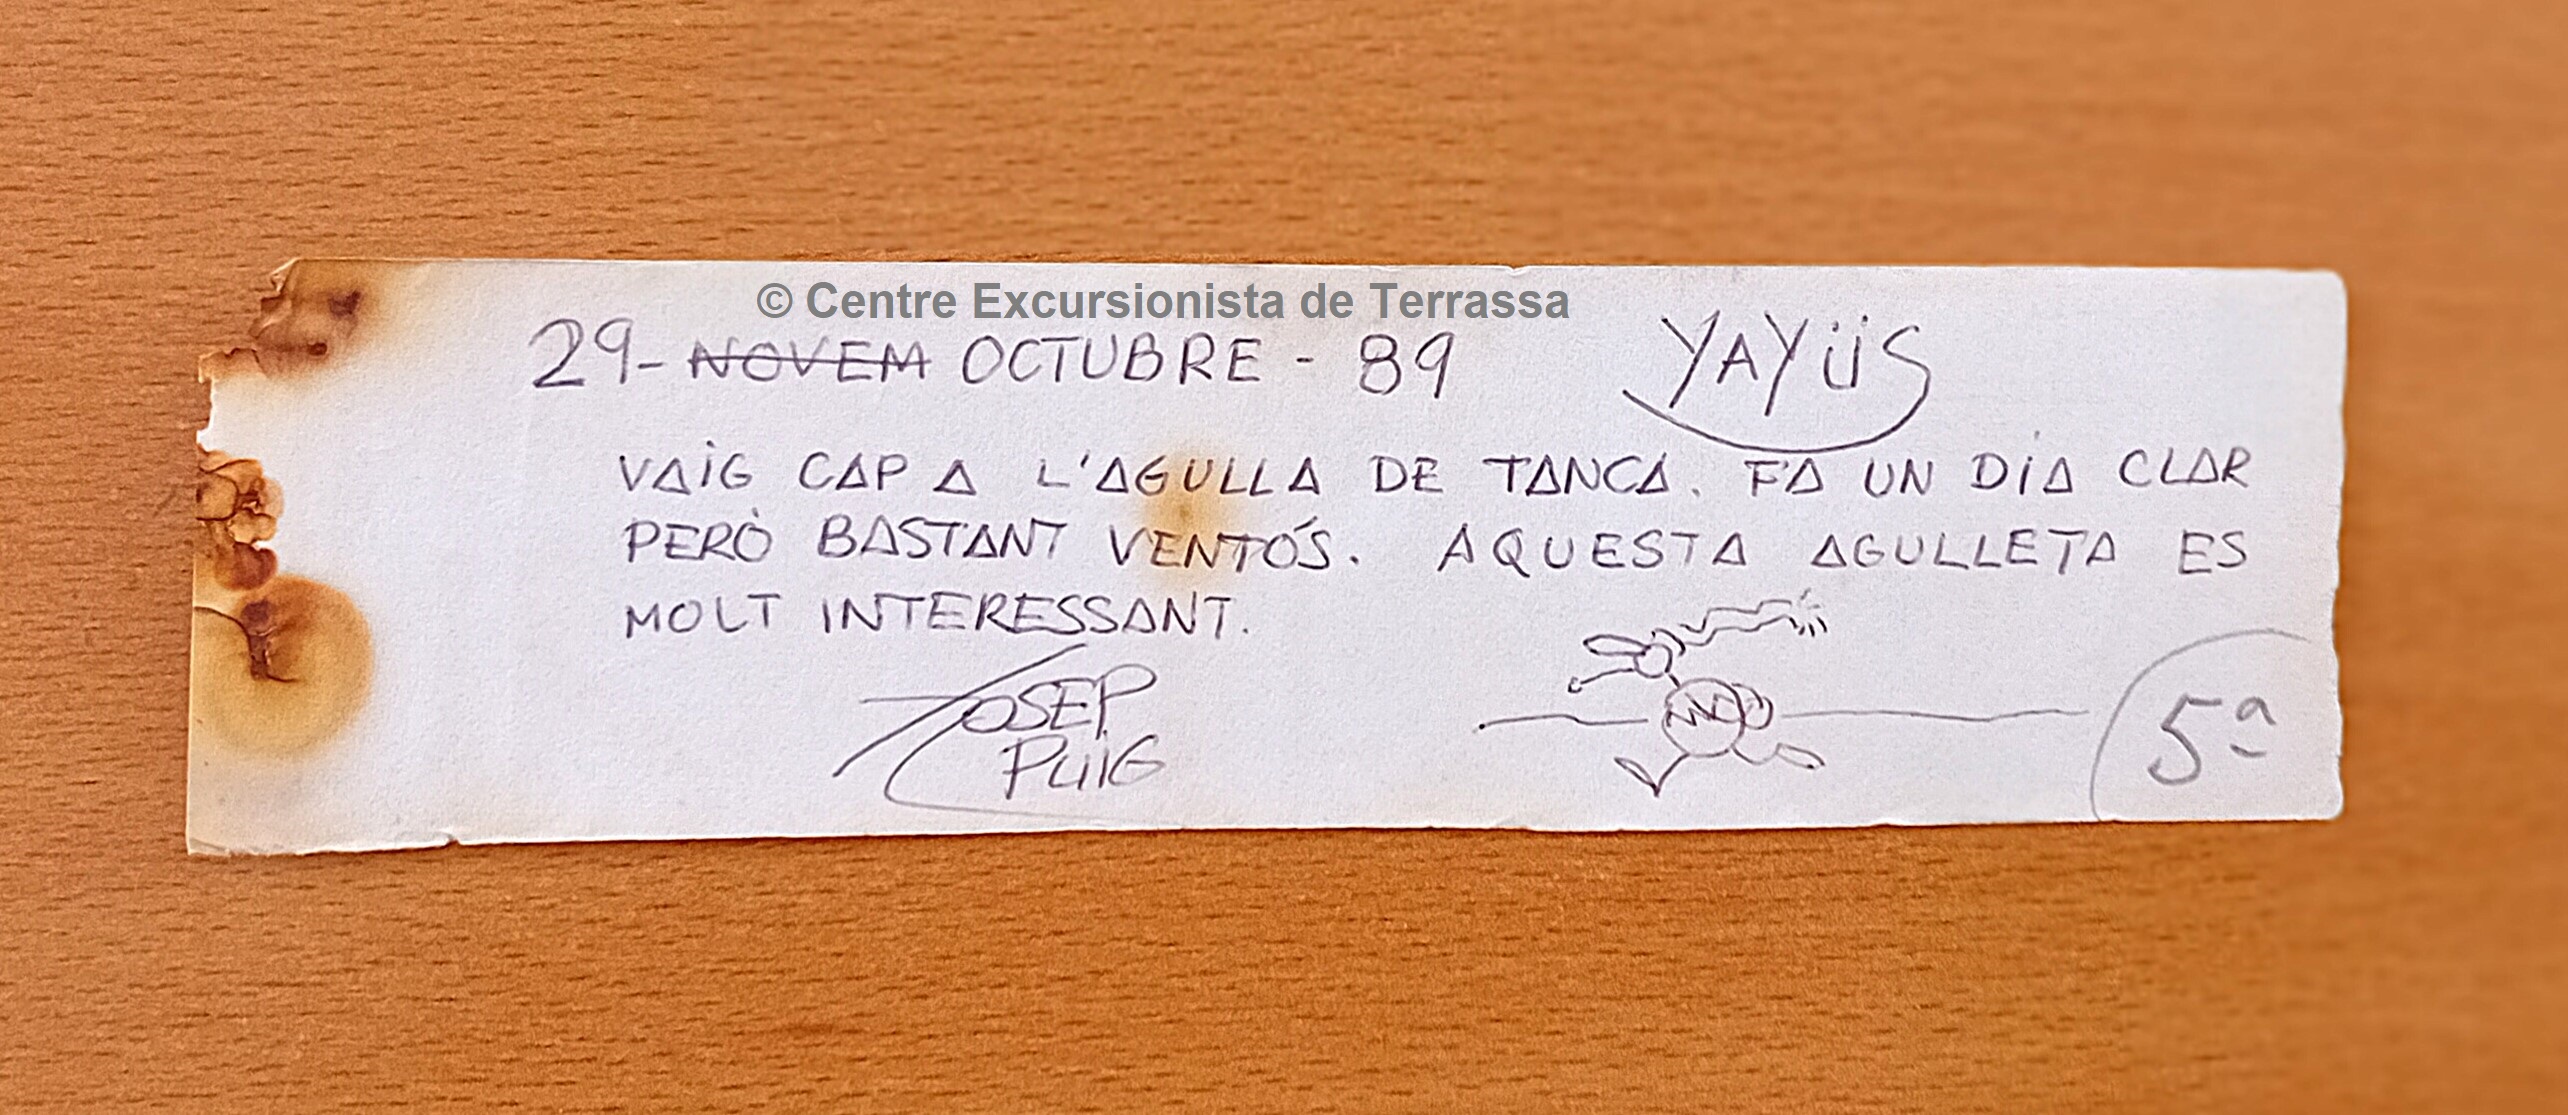 © Centre Excursionista de Terrassa
29- NOVEM OCTUBRE - 89 YAYÜS
VAIG CAP A L'AGULLA DE TANCA. FA UN DIA CLAR
PERÒ BASTANT VENTÓS. AQUESTA AGULLETA ES
MOLT INTERESSANT.
JOSEP
PUIG
5ª